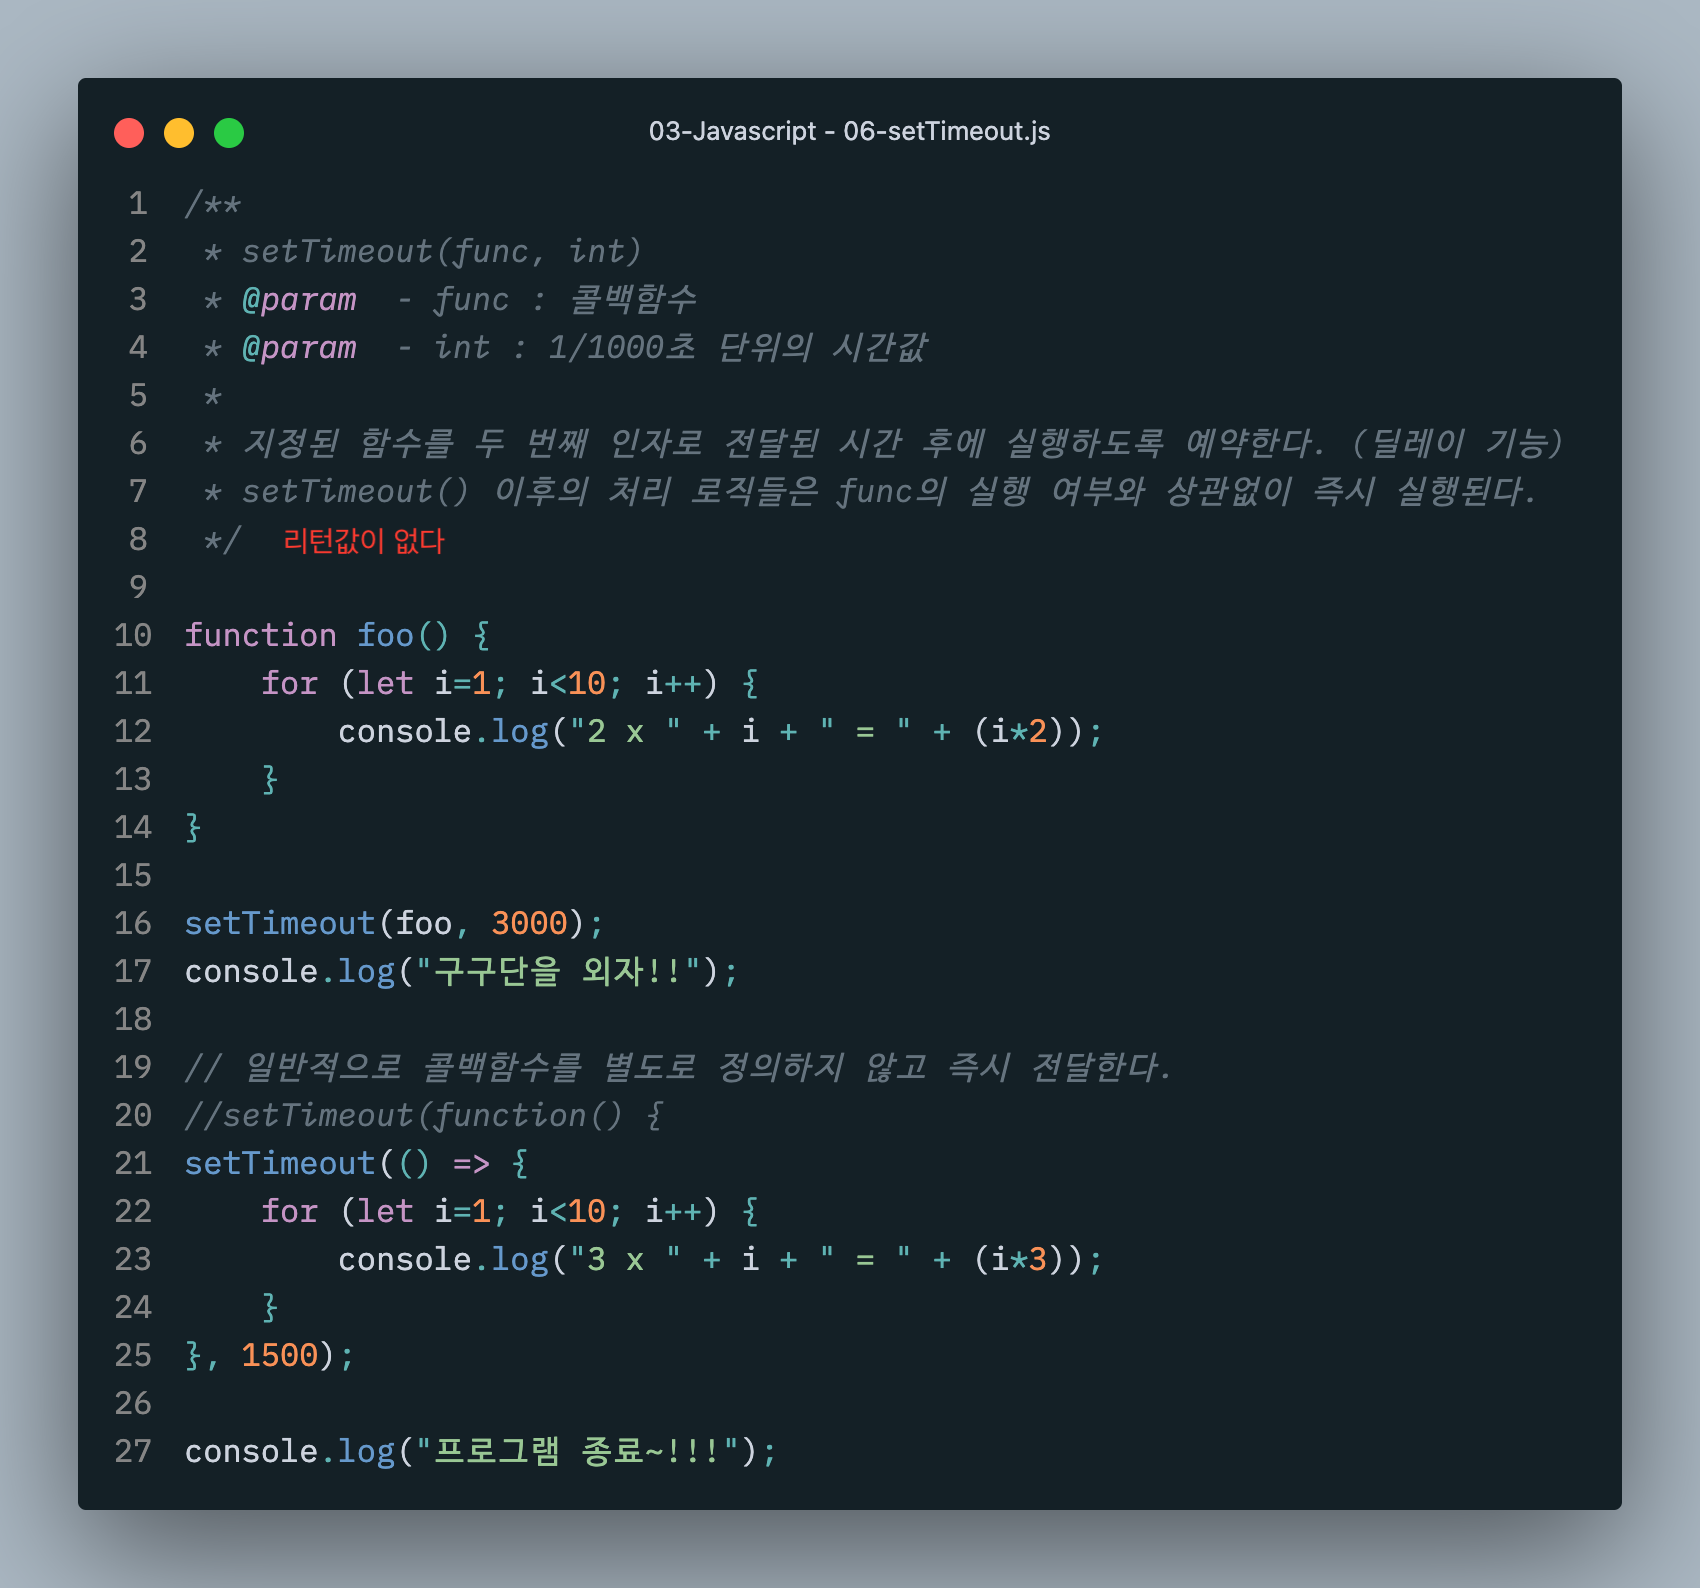 03-Javascript - 06-setTimeout.js
1 /**
2  * setTimeout(func, int)
3  * @param  - func : 콜백함수
4  * @param  - int : 1/1000초 단위의 시간값
5  *
6  * 지정된 함수를 두 번째 인자로 전달된 시간 후에 실행하도록 예약한다. (딜레이 기능)
7  * setTimeout() 이후의 처리 로직들은 func의 실행 여부와 상관없이 즉시 실행된다.
8  */ 리턴값이 없다
9
10 function foo() {
11     for (let i=1; i<10; i++) {
12         console.log("2 x " + i + " = " + (i*2));
13     }
14 }
15
16 setTimeout(foo, 3000);
17 console.log("구구단을 외자!!");
18
19 // 일반적으로 콜백함수를 별도로 정의하지 않고 즉시 전달한다.
20 //setTimeout(function() {
21 setTimeout(() => {
22     for (let i=1; i<10; i++) {
23         console.log("3 x " + i + " = " + (i*3));
24     }
25 }, 1500);
26
27 console.log("프로그램 종료~!!!");